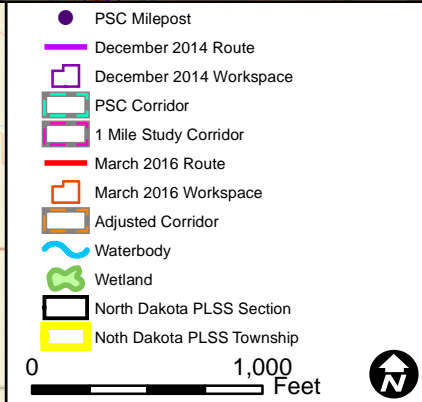 PSC Milepost
December 2014 Route
December 2014 Workspace
PSC Corridor
1 Mile Study Corridor
March 2016 Route
March 2016 Workspace
Adjusted Corridor
Waterbody
Wetland
North Dakota PLSS Section
Noth Dakota PLSS Township
0 1,000
Feet
N